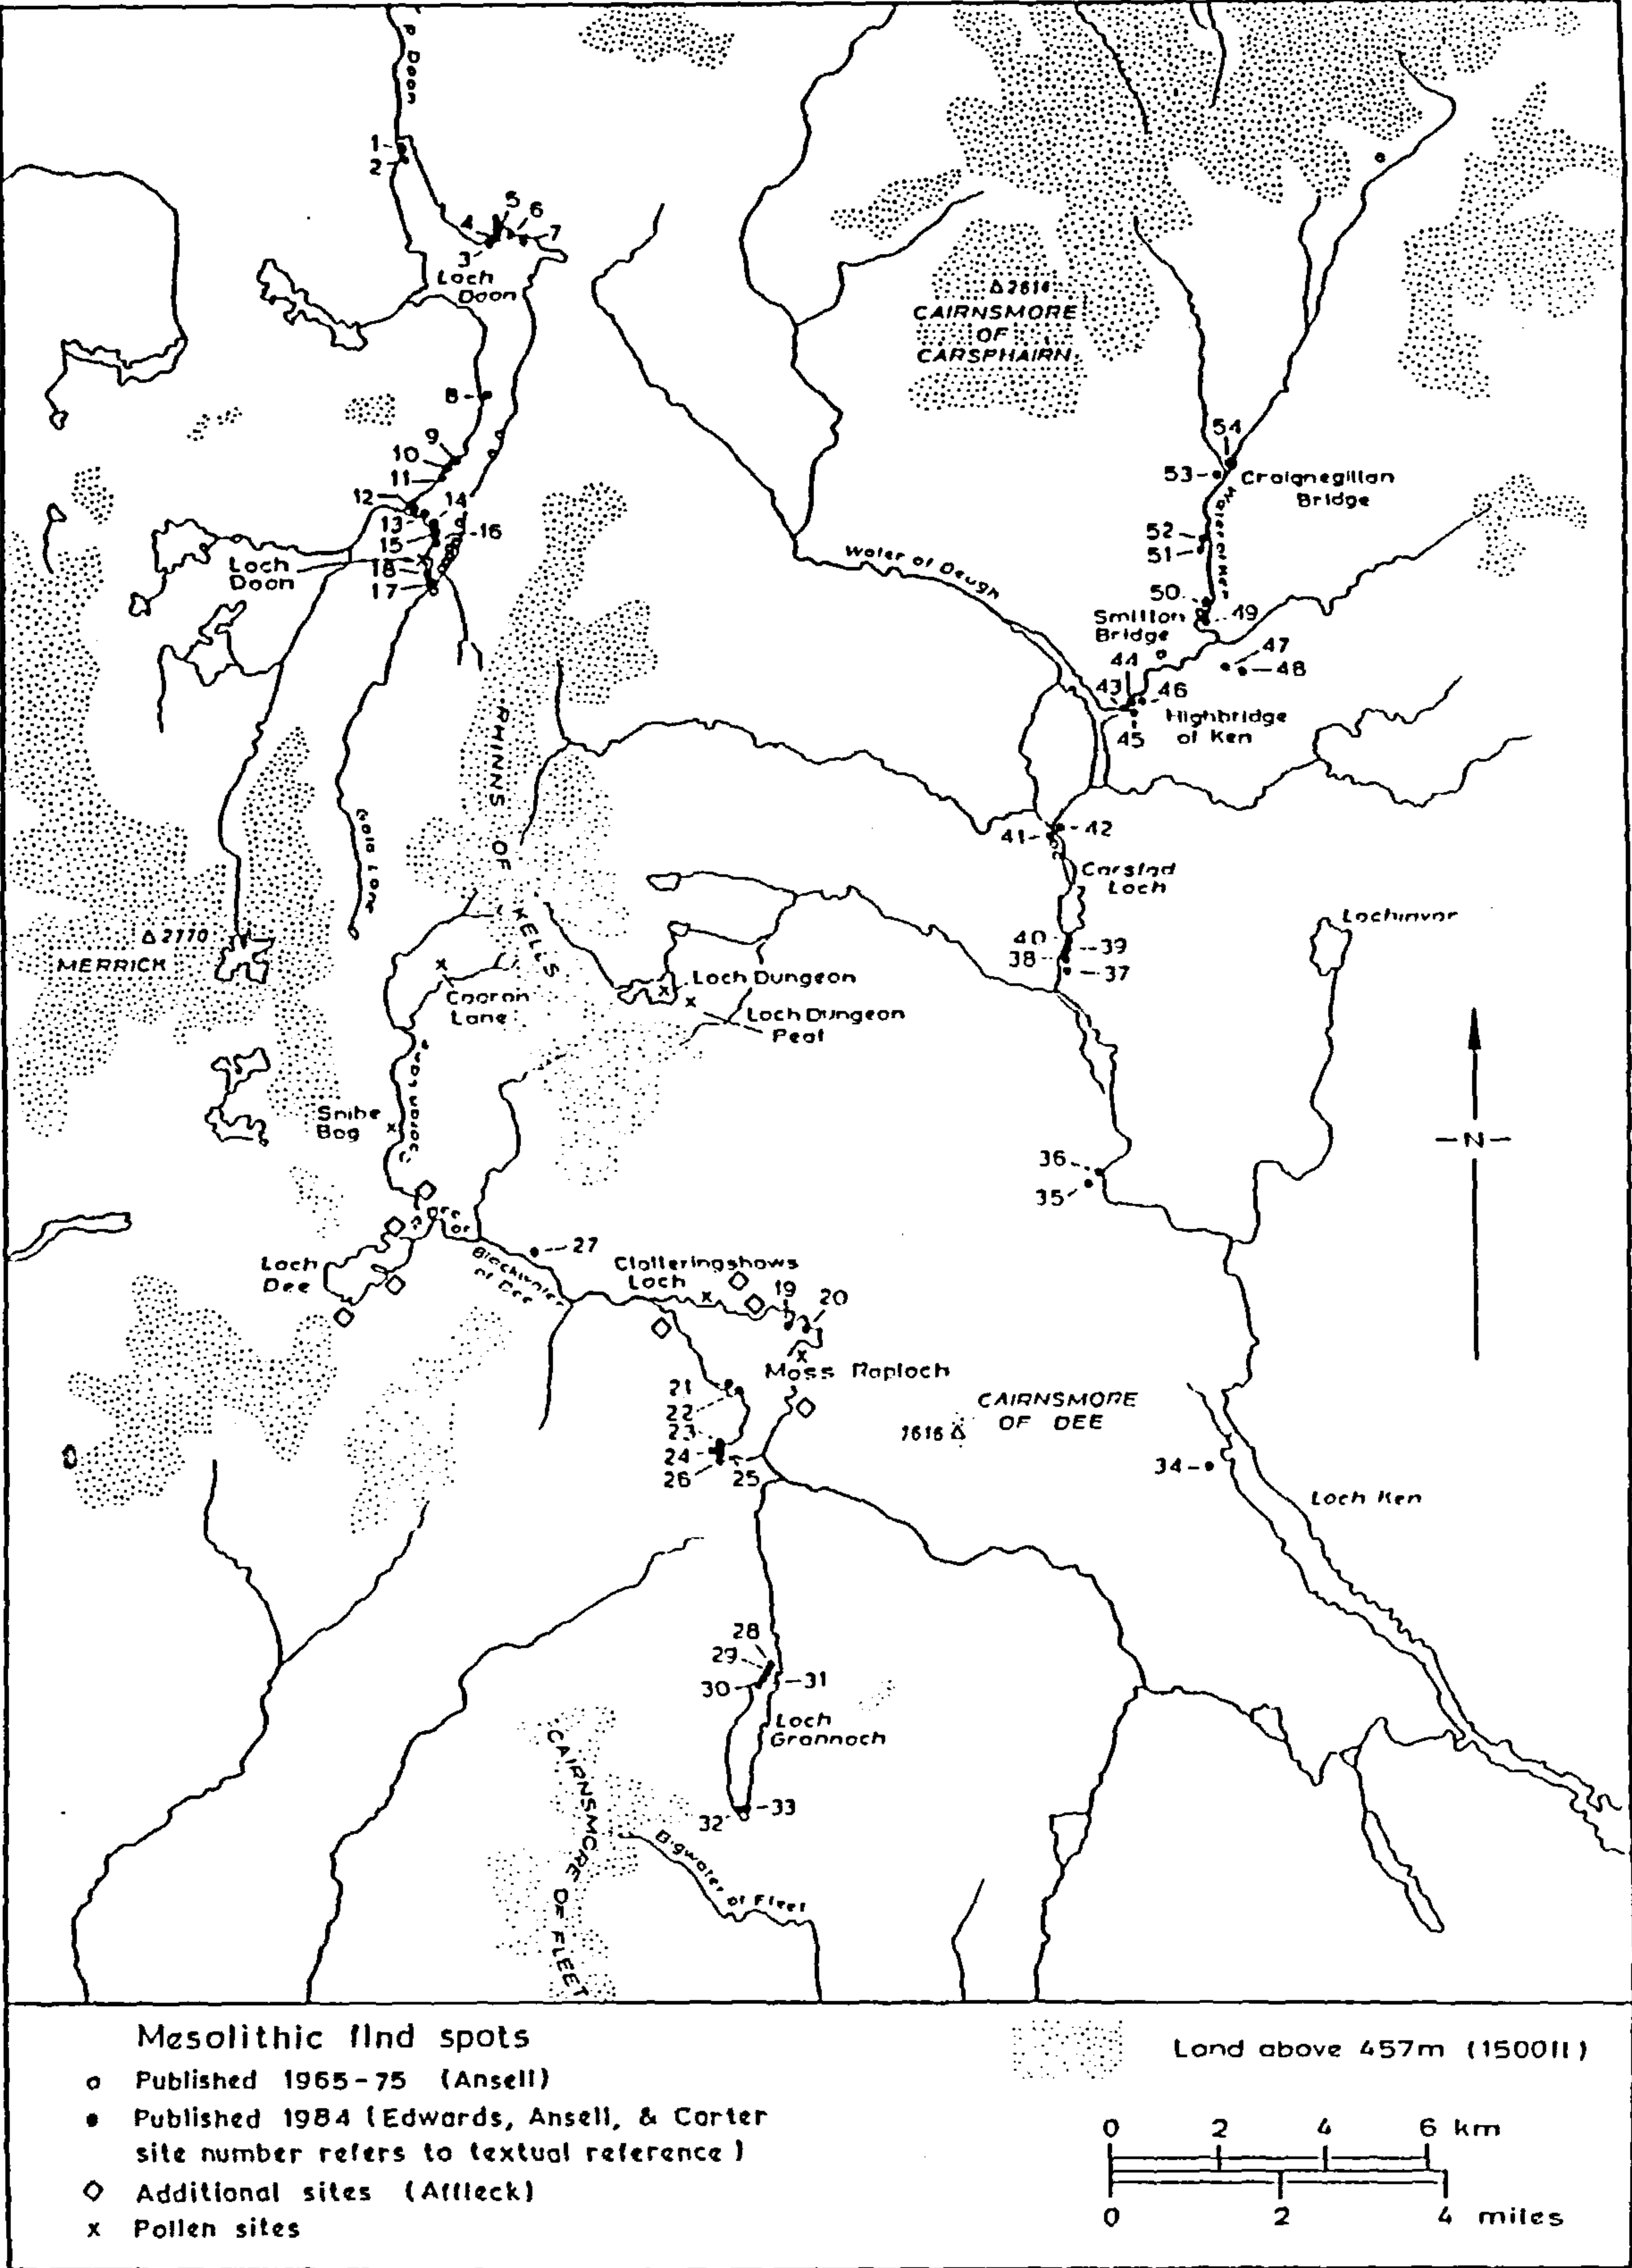 R Doon
1
2
5
6
4
7
3
Loch
Doon
△2614
CAIRNSMORE
OF
CARSPHAIRN
8
9
10
11
12
14
13
16
15
18
17
Loch
Doon
54
53
Craignegillan
Bridge
Water of Ken
52
51
50
49
Smitton
Bridge
47
48
44
43
46
45
Highbridge
of Ken
Water of Deugh
RHINNS OF KELLS
Gala Lane
41
42
Carsfad
Loch
Lochinvar
△2770
MERRICK
40
39
38
37
Cooran
Lane
Loch Dungeon
Loch Dungeon
Peat
Snibe
Bog
Cooran Lane
N
36
35
Loch
Dee
27
Blackwater
of Dee
Clatteringshows
Loch
19
20
Moss Raploch
21
22
23
24
26
25
CAIRNSMORE
OF DEE
1616 △
34
Loch Ken
28
29
30
31
Loch
Grannoch
32
33
CAIRNSMORE OF FLEET
Bigwater of Fleet
Mesolithic find spots
Published 1965-75 (Ansell)
Published 1984 (Edwards, Ansell, & Carter
site number refers to textual reference)
Additional sites (Affleck)
x Pollen sites
Land above 457m (1500ft)
0 2 4 6 km
0 2 4 miles